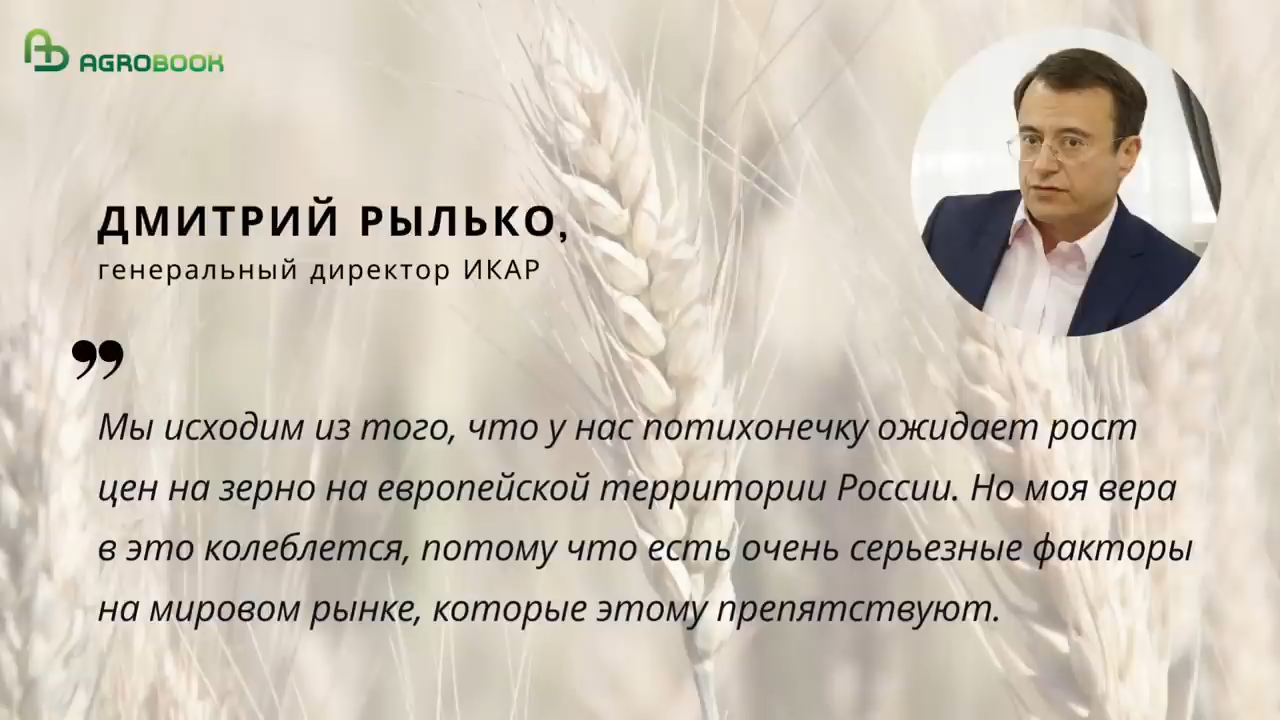 AGROBOOK
ДМИТРИЙ РЫЛЬКО,
генеральный директор ИКАР
”
Мы исходим из того, что у нас потихонечку ожидает рост
цен на зерно на европейской территории России. Но моя вера
в это колеблется, потому что есть очень серьезные факторы
на мировом рынке, которые этому препятствуют.